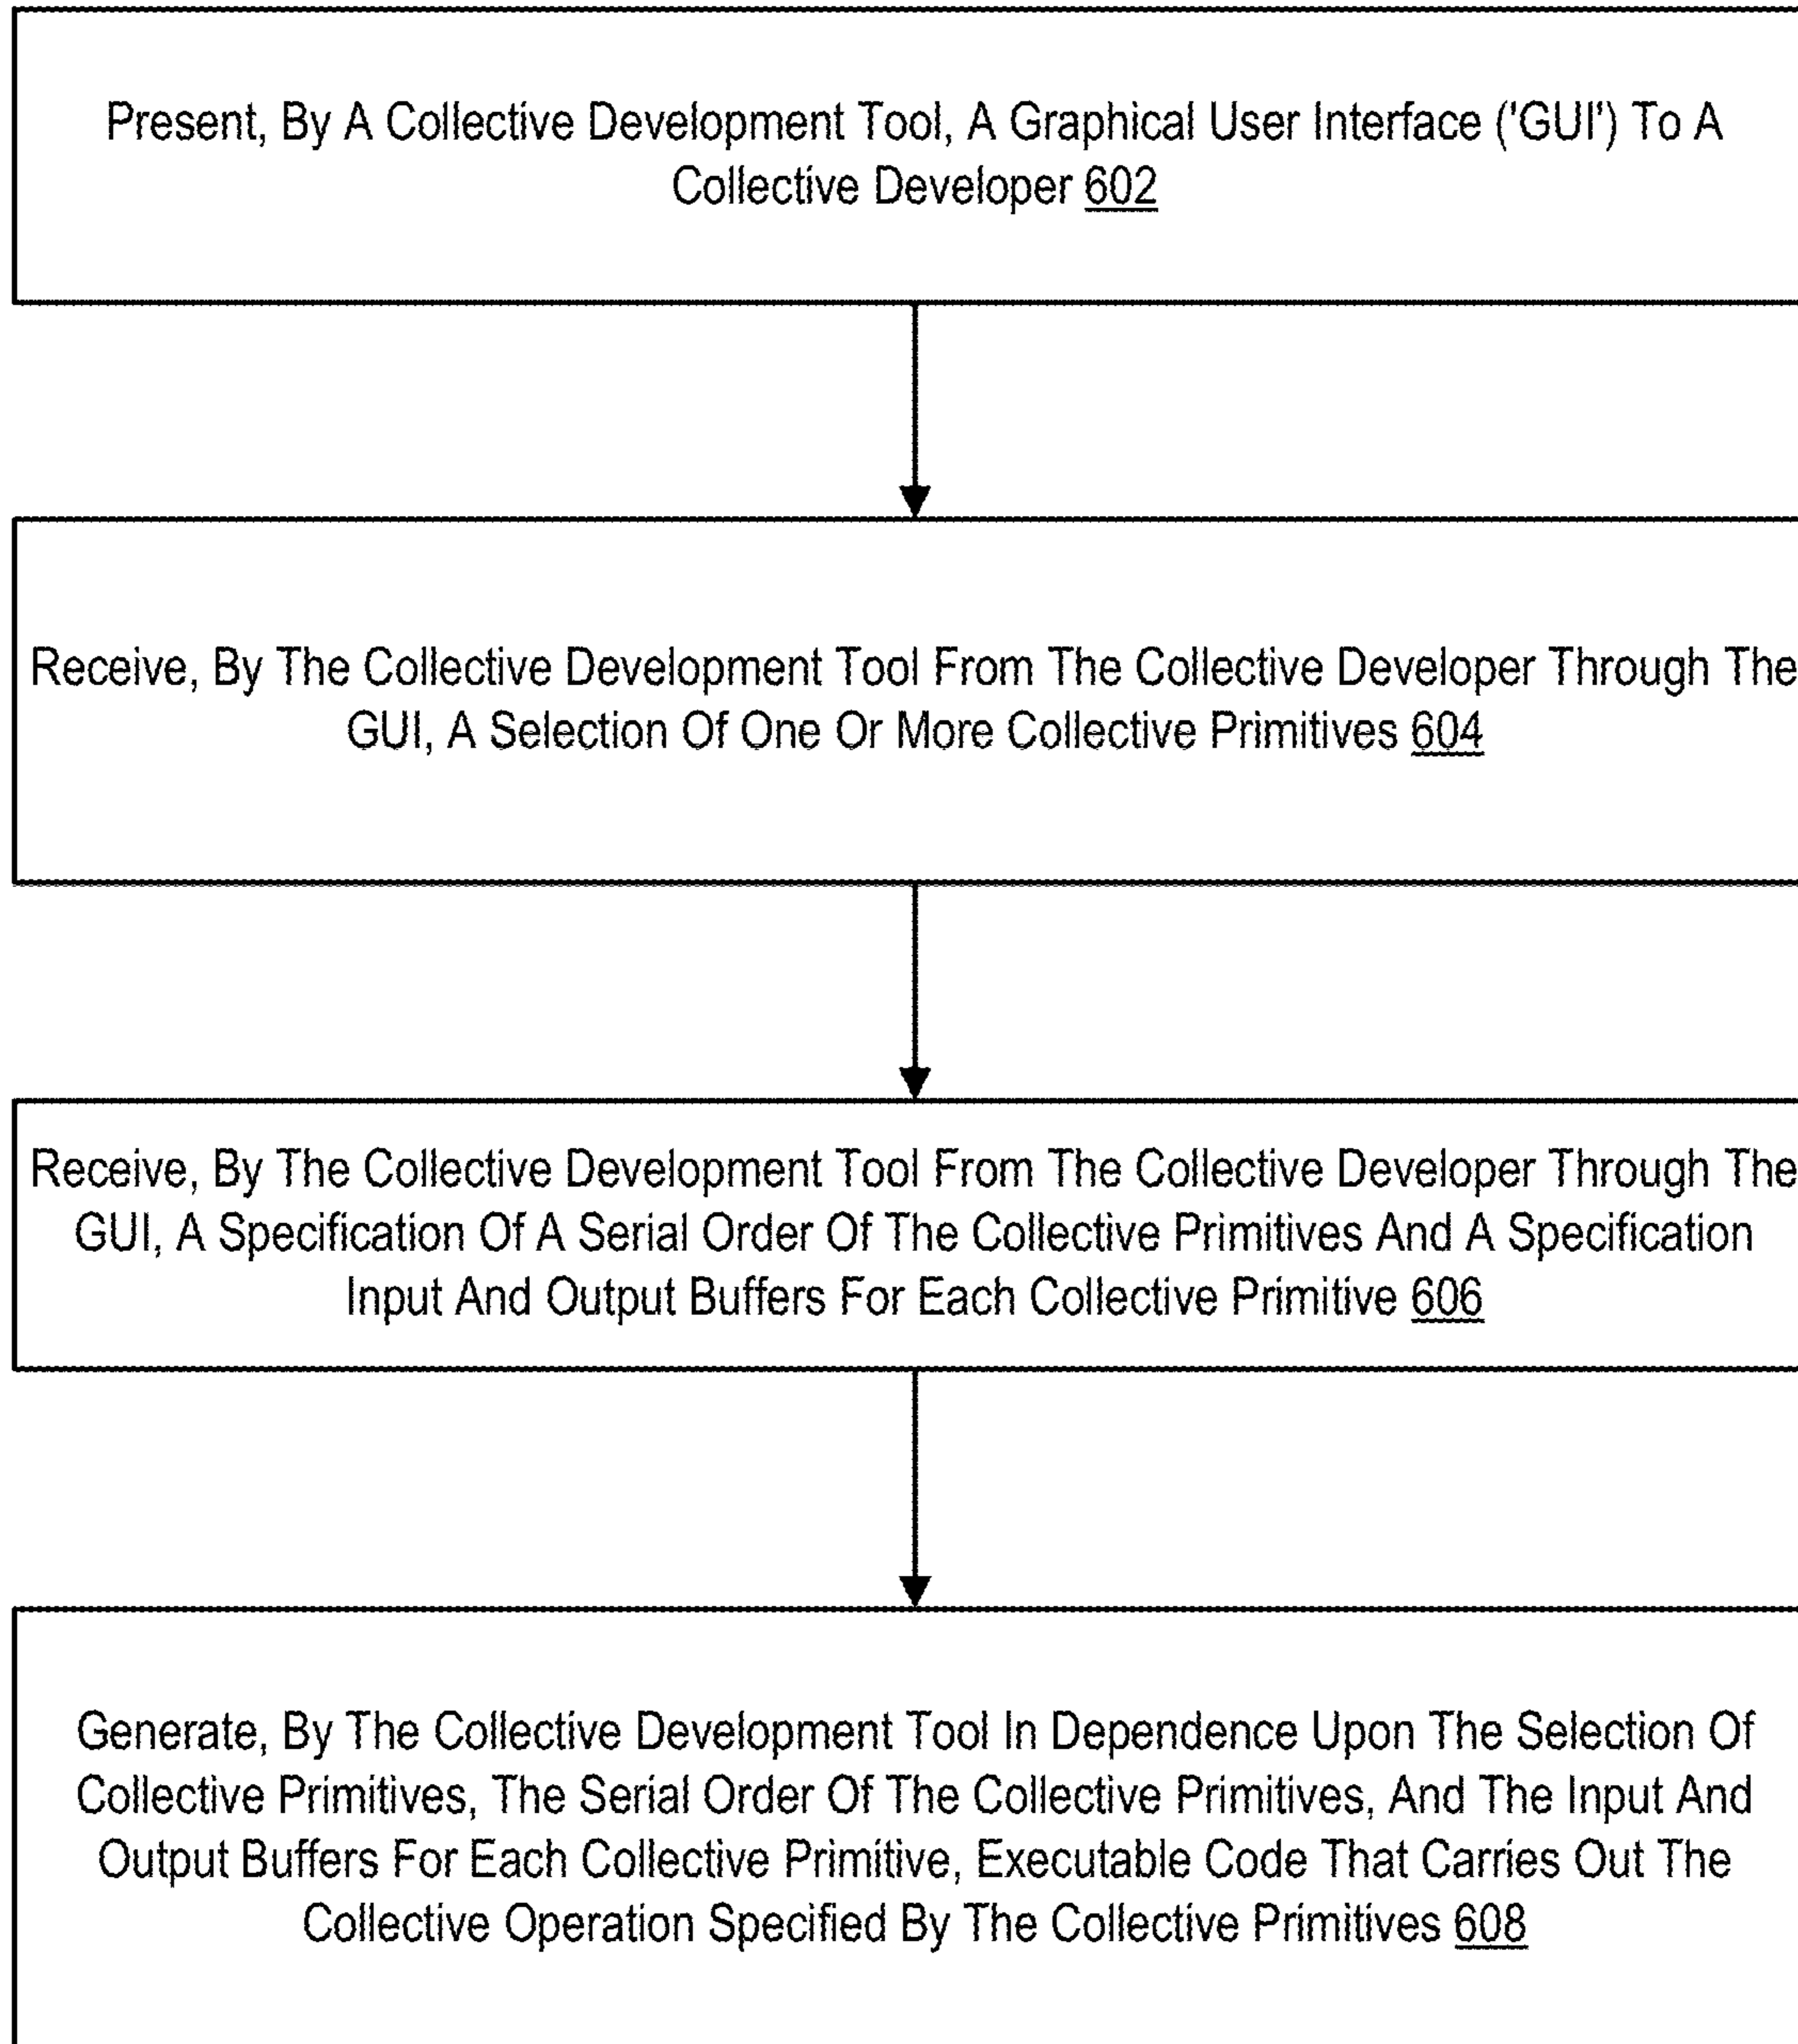 Present, By A Collective Development Tool, A Graphical User Interface ('GUI') To A
Collective Developer 602
Receive, By The Collective Development Tool From The Collective Developer Through The
GUI, A Selection Of One Or More Collective Primitives 604
Receive, By The Collective Development Tool From The Collective Developer Through The
GUI, A Specification Of A Serial Order Of The Collective Primitives And A Specification
Input And Output Buffers For Each Collective Primitive 606
Generate, By The Collective Development Tool In Dependence Upon The Selection Of
Collective Primitives, The Serial Order Of The Collective Primitives, And The Input And
Output Buffers For Each Collective Primitive, Executable Code That Carries Out The
Collective Operation Specified By The Collective Primitives 608